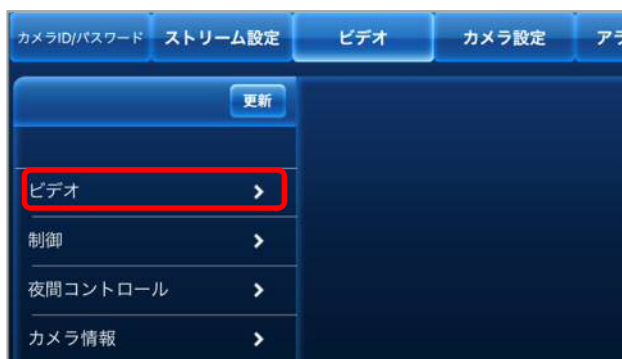 カメラID/パスワード ストリーム設定 ビデオ カメラ設定
更新
ビデオ
制御
夜間コントロール
カメラ情報